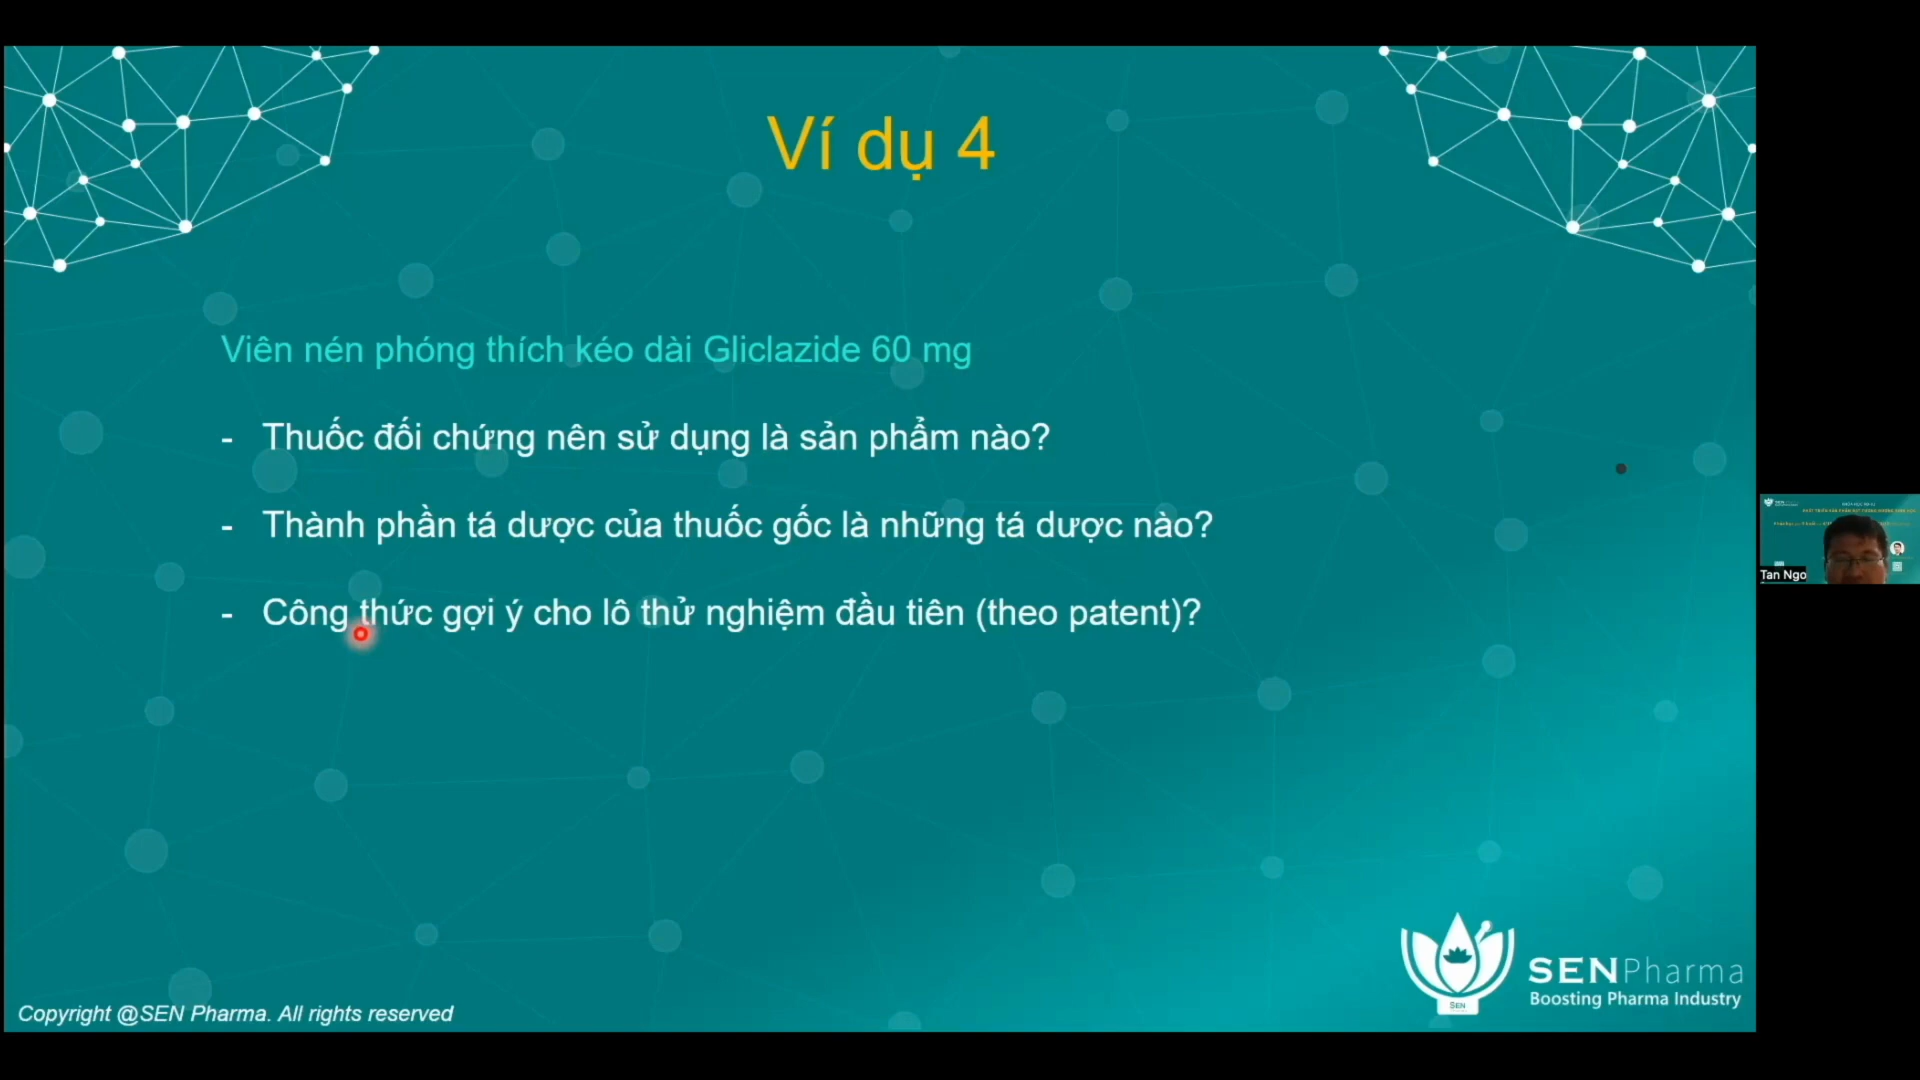 Ví dụ 4
Viên nén phóng thích kéo dài Gliclazide 60 mg
- Thuốc đối chứng nên sử dụng là sản phẩm nào?
- Thành phần tá dược của thuốc gốc là những tá dược nào?
- Công thức gợi ý cho lô thử nghiệm đầu tiên (theo patent)?
Tan Ngo
SEN
SENPharma
Boosting Pharma Industry
Copyright @SEN Pharma. All rights reserved